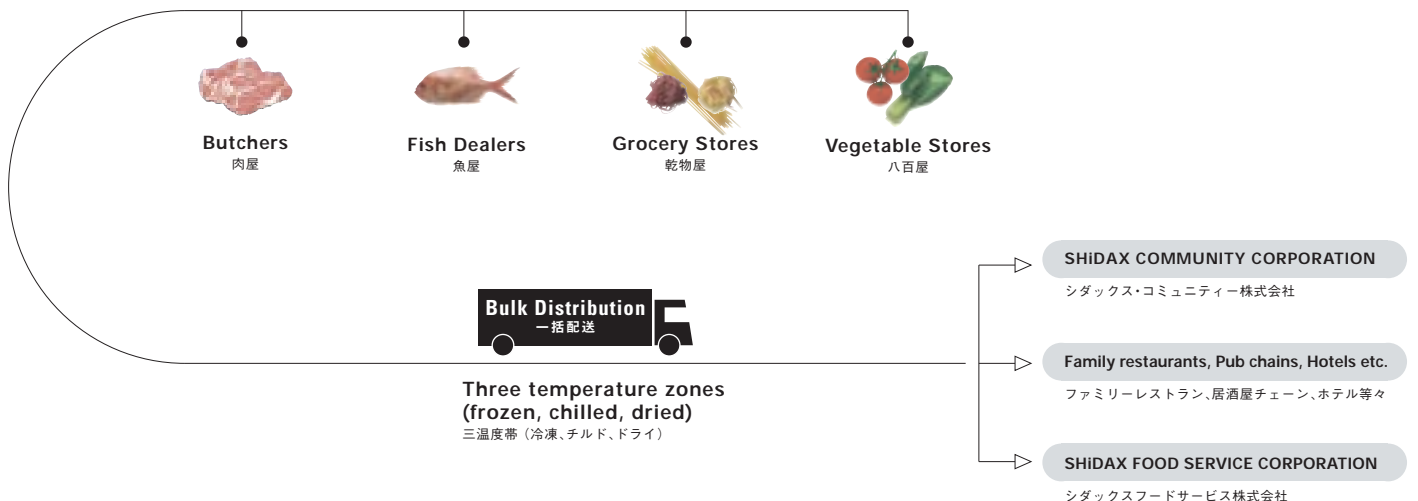 Butchers
肉屋
Fish Dealers
魚屋
Grocery Stores
乾物屋
Vegetable Stores
八百屋
SHiDAX COMMUNITY CORPORATION
シダックス・コミュニティー株式会社
Bulk Distribution
一括配送
Family restaurants, Pub chains, Hotels etc.
ファミリーレストラン、居酒屋チェーン、ホテル等々
Three temperature zones
(frozen, chilled, dried)
三温度帯（冷凍、チルド、ドライ）
SHiDAX FOOD SERVICE CORPORATION
シダックスフードサービス株式会社